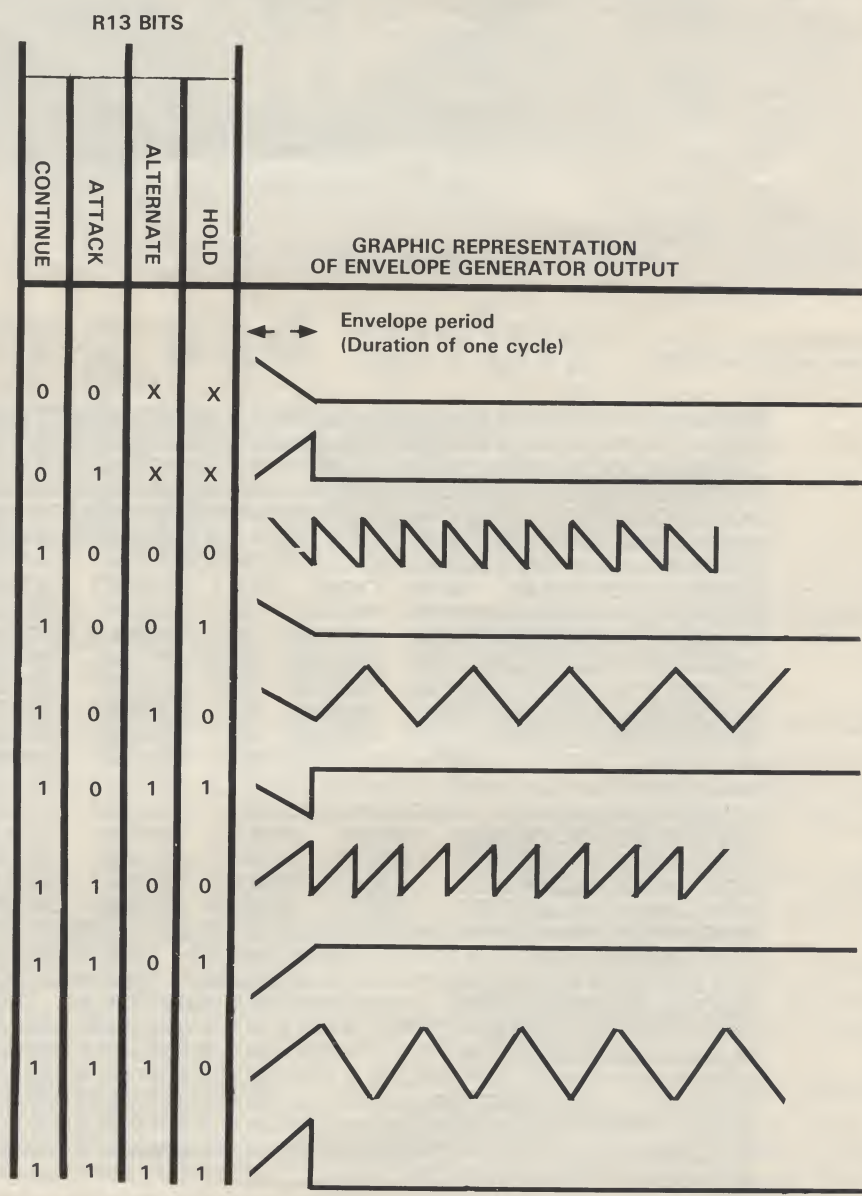 R13 BITS
CONTINUE
ATTACK
ALTERNATE
HOLD
GRAPHIC REPRESENTATION
OF ENVELOPE GENERATOR OUTPUT
Envelope period
(Duration of one cycle)
0 0 X X
0 1 X X
1 0 0 0
1 0 0 1
1 0 1 0
1 0 1 1
1 1 0 0
1 1 0 1
1 1 1 0
1 1 1 1